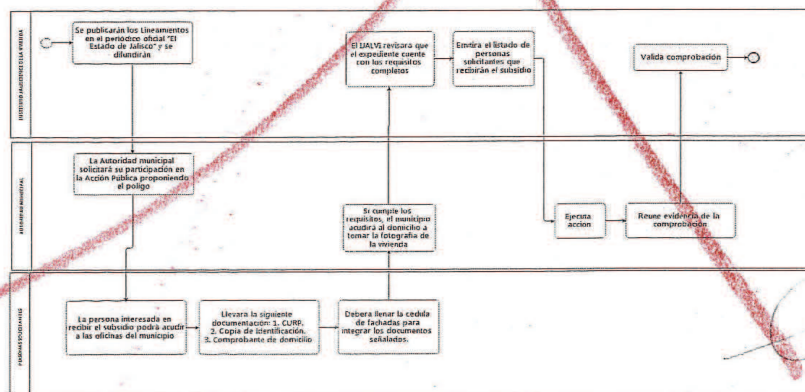 Se publicarán los Lineamientos
en el periódico oficial "El
Estado de Jalisco" y se
difundirán
El IJALVI revisará que
el expediente cuente
con los requisitos
completos
Emitirá el listado de
personas
solicitantes que
recibirán el subsidio
Valida comprobación
La Autoridad municipal
solicitará su participación en
la Acción Pública proponiendo
el polígo
Si cumple los
requisitos, el municipio
acudirá al domicilio a
tomar la fotografía de
la vivienda
Ejecuta
acción
Reune evidencia de la
comprobación
La persona interesada en
recibir el subsidio podrá acudir
a las oficinas del municipio
Llevará la siguiente
documentación: 1. CURP.
2. Copia de Identificación.
3. Comprobante de domicilio
Deberá llenar la cédula
de fachadas para
integrar los documentos
señalados.